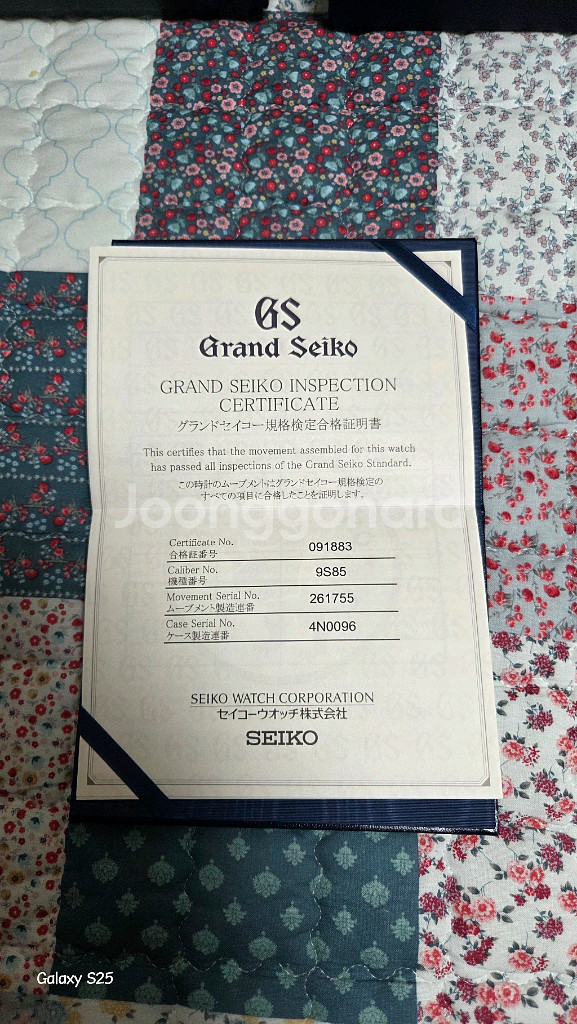 GS
Grand Seiko
GRAND SEIKO INSPECTION
CERTIFICATE
グランドセイコー規格検定合格証明書
This certifies that the movement assembled for this watch
has passed all inspections of the Grand Seiko Standard.
この時計のムーブメントはグランドセイコー規格検定の
すべての項目に合格したことを証明します。
Joonggonara
Certificate No. 091883
合格証番号
Caliber No. 9S85
機種番号
Movement Serial No. 261755
ムーブメント製造連番
Case Serial No. 4N0096
ケース製造連番
SEIKO WATCH CORPORATION
セイコーウオッチ株式会社
SEIKO
Galaxy S25